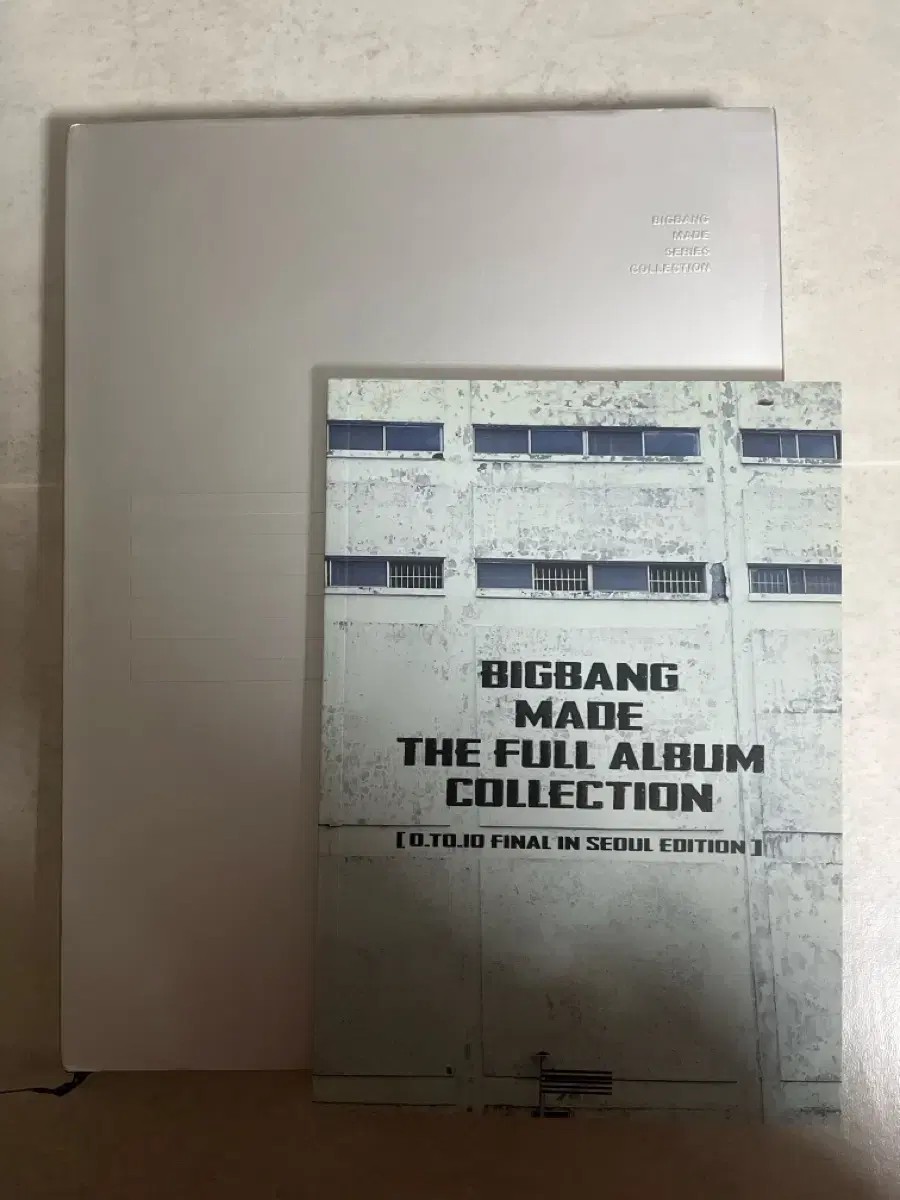 BIGBANG
MADE
SERIES
COLLECTION
BIGBANG
MADE
THE FULL ALBUM
COLLECTION
[ 0.TO.10 FINAL IN SEOUL EDITION ]